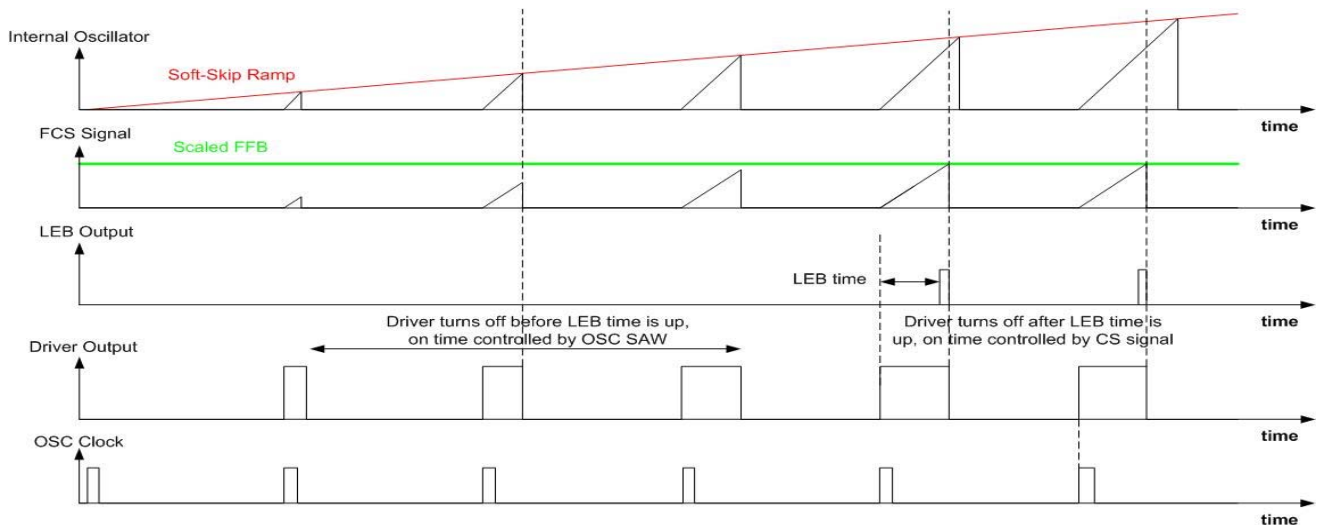 Internal Oscillator
Soft-Skip Ramp
time
FCS Signal
Scaled FFB
time
LEB Output
LEB time
time
Driver turns off before LEB time is up,
on time controlled by OSC SAW
Driver turns off after LEB time is
up, on time controlled by CS signal
Driver Output
time
OSC Clock
time